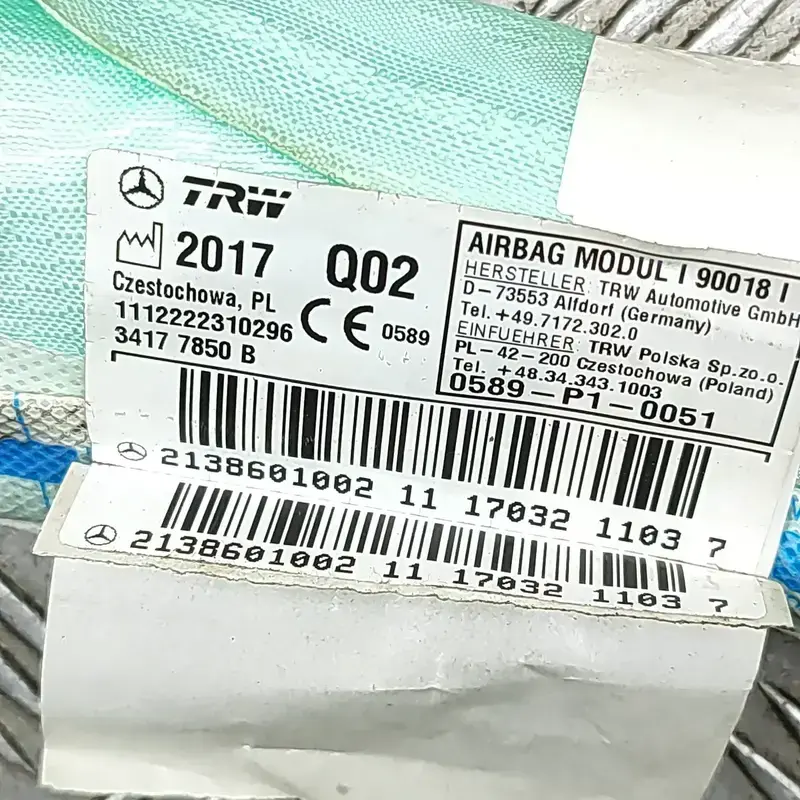 TRW
2017 Q02
Czestochowa, PL
1112222310296
3417 7850 B
CE 0589
AIRBAG MODUL I 90018 I
HERSTELLER: TRW Automotive GmbH
D-73553 Alfdorf (Germany)
Tel. +49.7172.302.0
EINFUEHRER: TRW Polska Sp.zo.o.
PL-42-200 Czestochowa (Poland)
Tel. +48.34.343.1003
0589-P1-0051
2138601002 11 17032 1103 7
2138601002 11 17032 1103 7